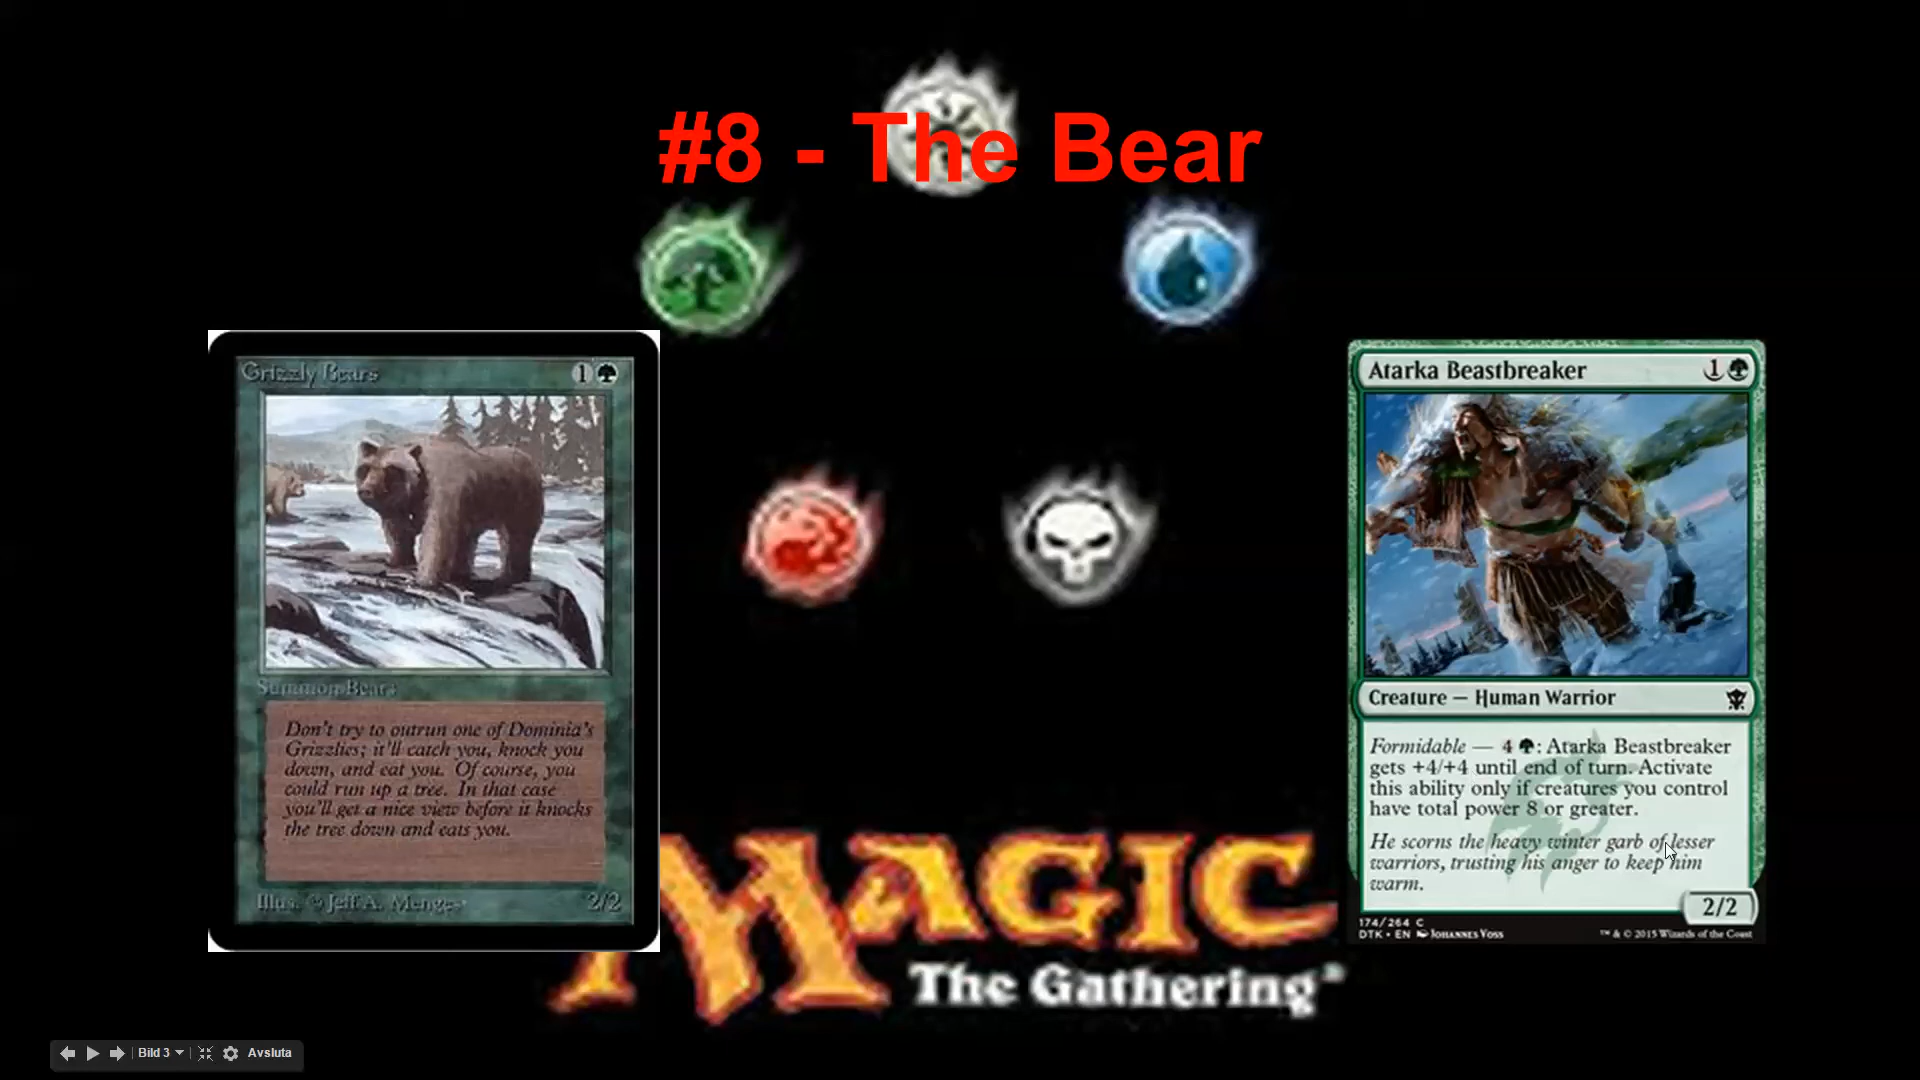 #8 - The Bear
Grizzly Bears 1
Summon Bears
Don't try to outrun one of Dominia's
Grizzlies; it'll catch you, knock you
down, and eat you. Of course, you
could run up a tree. In that case
you'll get a nice view before it knocks
the tree down and eats you.
Illus. © Jeff A. Menges
2/2
Atarka Beastbreaker 1
Creature — Human Warrior
Formidable — 4 : Atarka Beastbreaker
gets +4/+4 until end of turn. Activate
this ability only if creatures you control
have total power 8 or greater.
He scorns the heavy winter garb of lesser
warriors, trusting his anger to keep him
warm.
2/2
174/264 C
DTK • EN Johannes Voss
™ & © 2015 Wizards of the Coast
Magic
The Gathering®
Bild 3 Avsluta